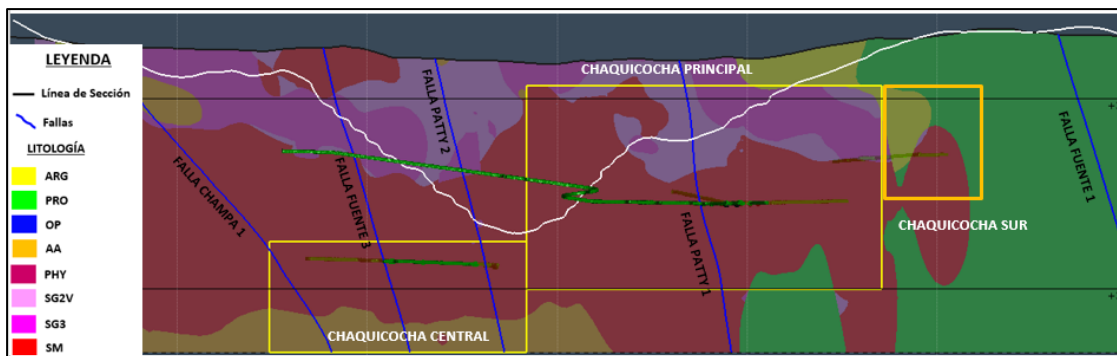 LEYENDA
Línea de Sección
Fallas
LITOLOGÍA
ARG
PRO
OP
AA
PHY
SG2V
SG3
SM
CHAQUICOCHA PRINCIPAL
FALLA CHAMPA 1
FALLA FUENTE 3
FALLA PATTY 2
FALLA PATTY 1
FALLA FUENTE 1
CHAQUICOCHA SUR
CHAQUICOCHA CENTRAL